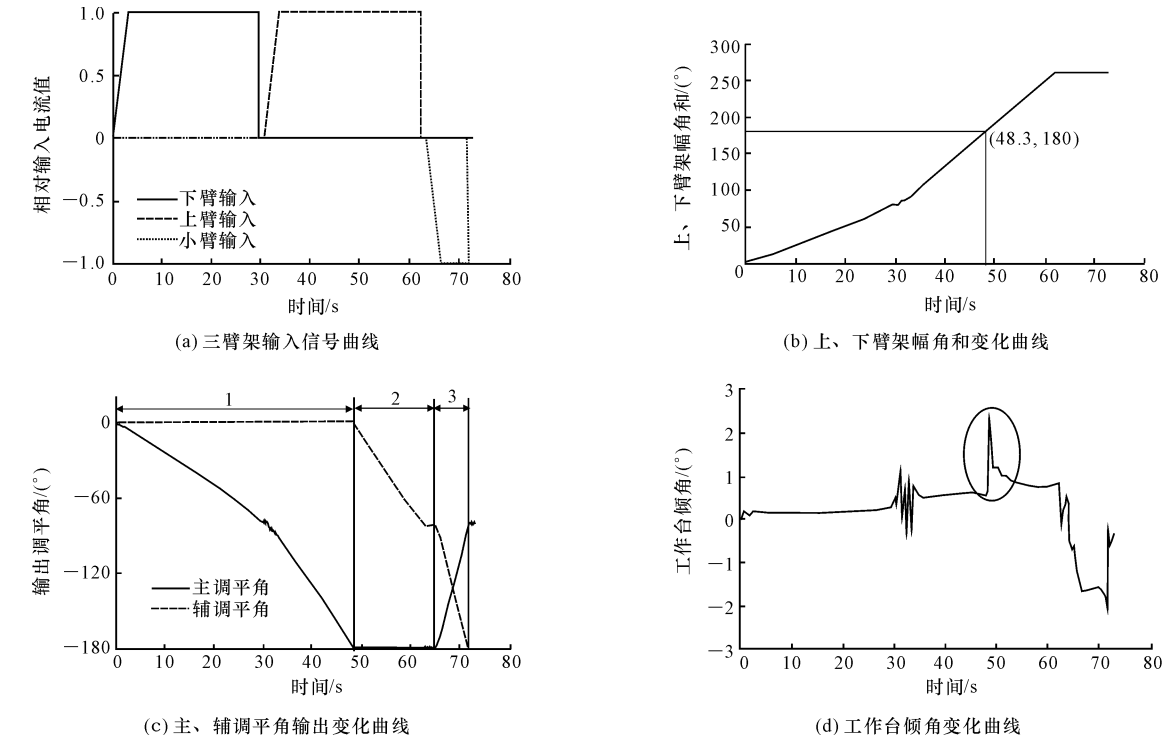 1.0
0.5
0
－0.5
－1.0
相对输入电流值
下臂输入
上臂输入
小臂输入
0 10 20 30 40 50 60 70 80
时间/s
(a) 三臂架输入信号曲线
300
250
200
150
100
50
上、下臂架幅角和/(°)
(48.3, 180)
0 10 20 30 40 50 60 70 80
时间/s
(b) 上、下臂架幅角和变化曲线
1 2 3
0
－60
－120
－180
输出调平角/(°)
主调平角
辅调平角
0 10 20 30 40 50 60 70 80
时间/s
(c) 主、辅调平角输出变化曲线
3
2
1
0
－1
－2
－3
工作台倾角/(°)
0 10 20 30 40 50 60 70 80
时间/s
(d) 工作台倾角变化曲线